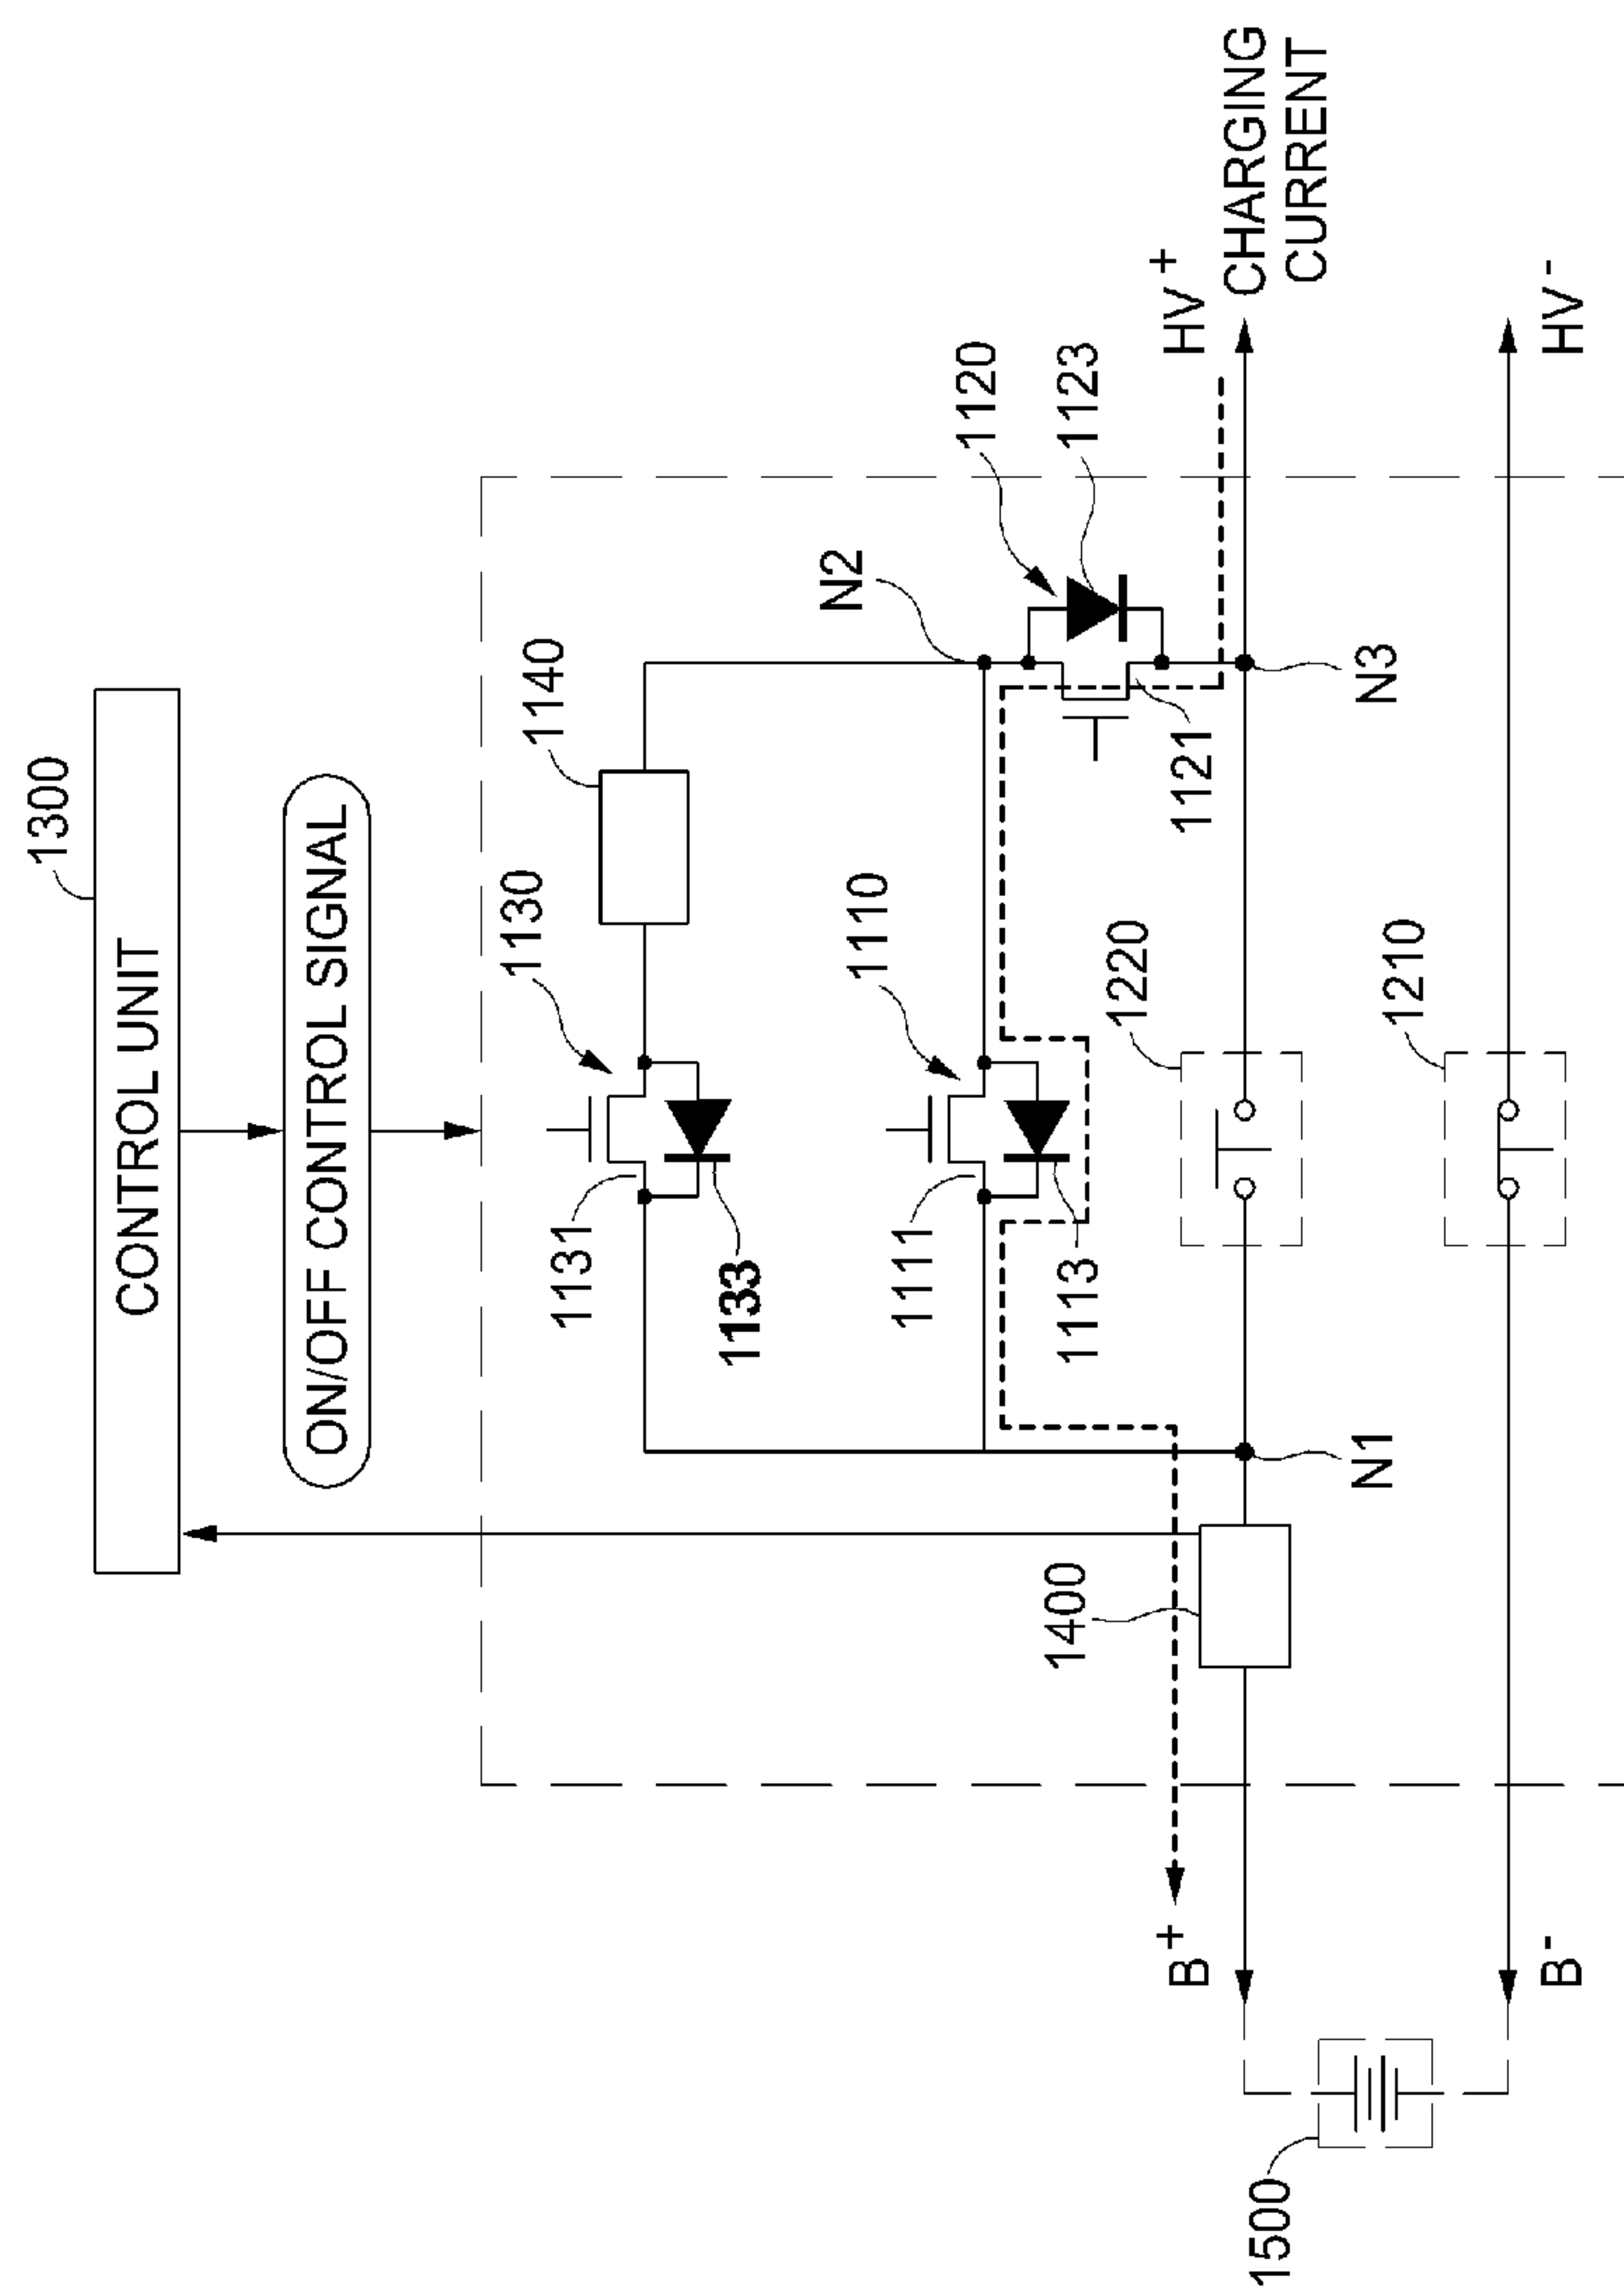 1300
CONTROL UNIT
ON/OFF CONTROL SIGNAL
1130
1140
1131
1133
N2
1110
1120
1111
1113
1123
1121
1400
1220
B+
HV+
CHARGING
CURRENT
N1
N3
1500
1210
B-
HV-